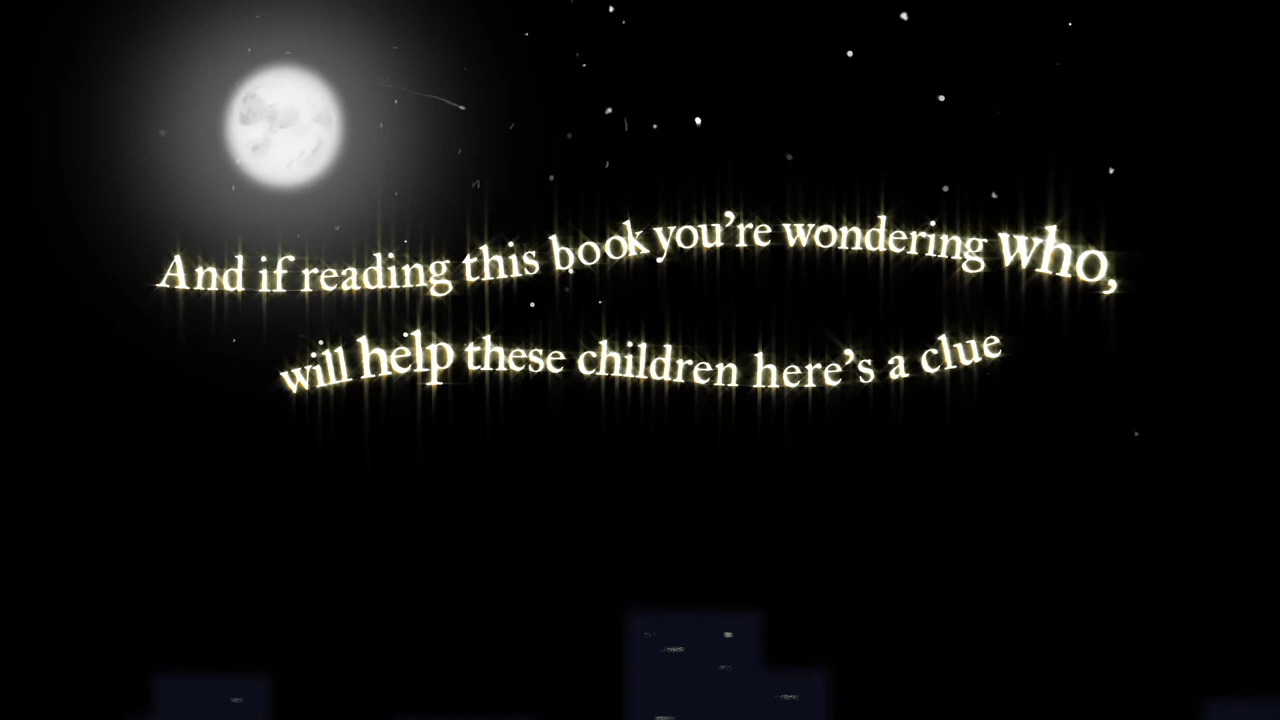 And if reading this book you're wondering who,
will help these children here's a clue